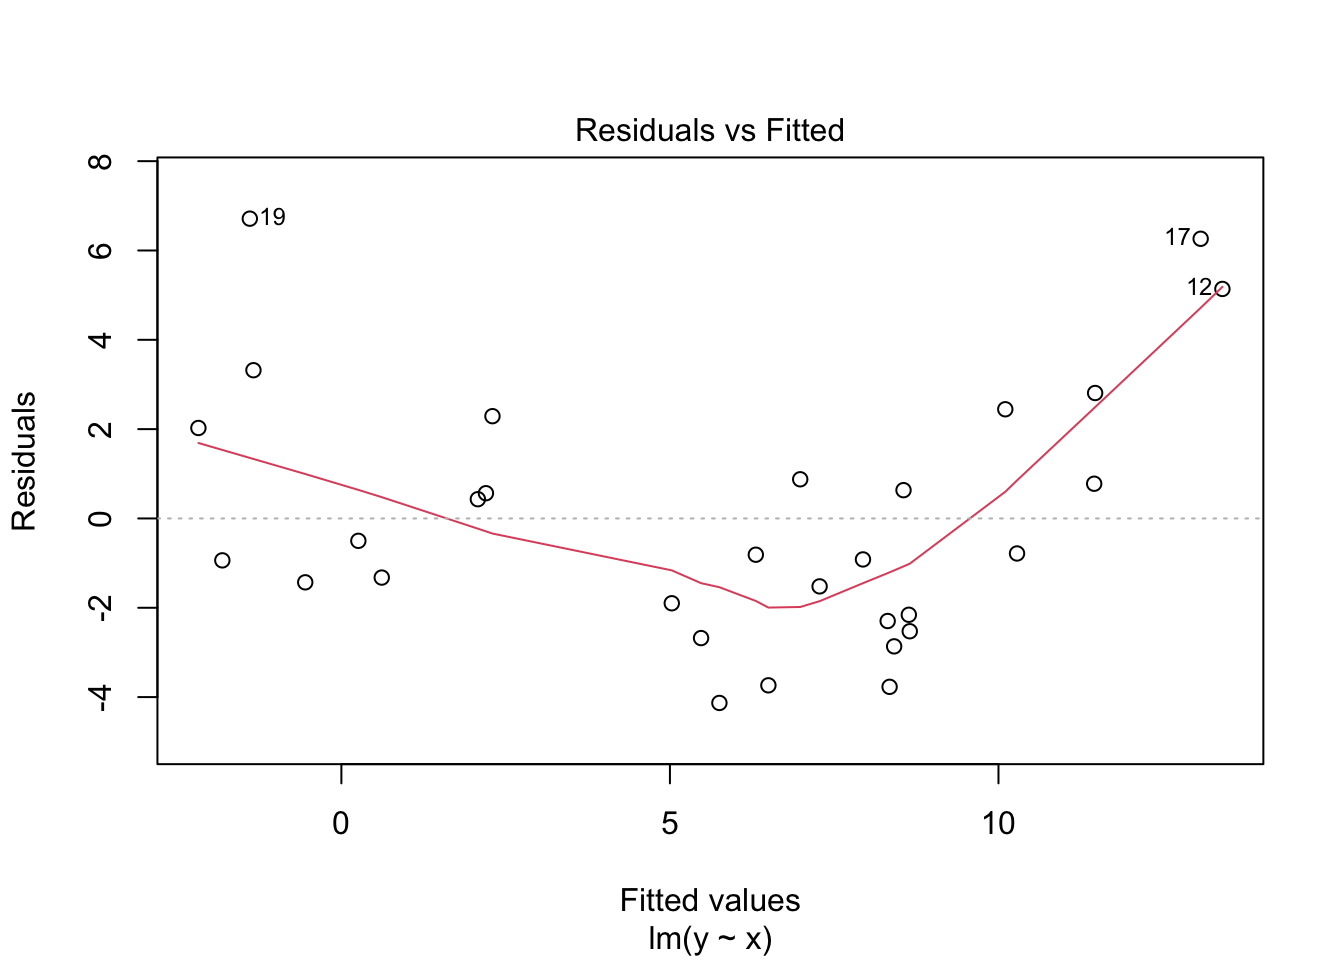 Residuals vs Fitted
Residuals
8
6
4
2
0
-2
-4
19
17
12
0 5 10
Fitted values
lm(y ~ x)